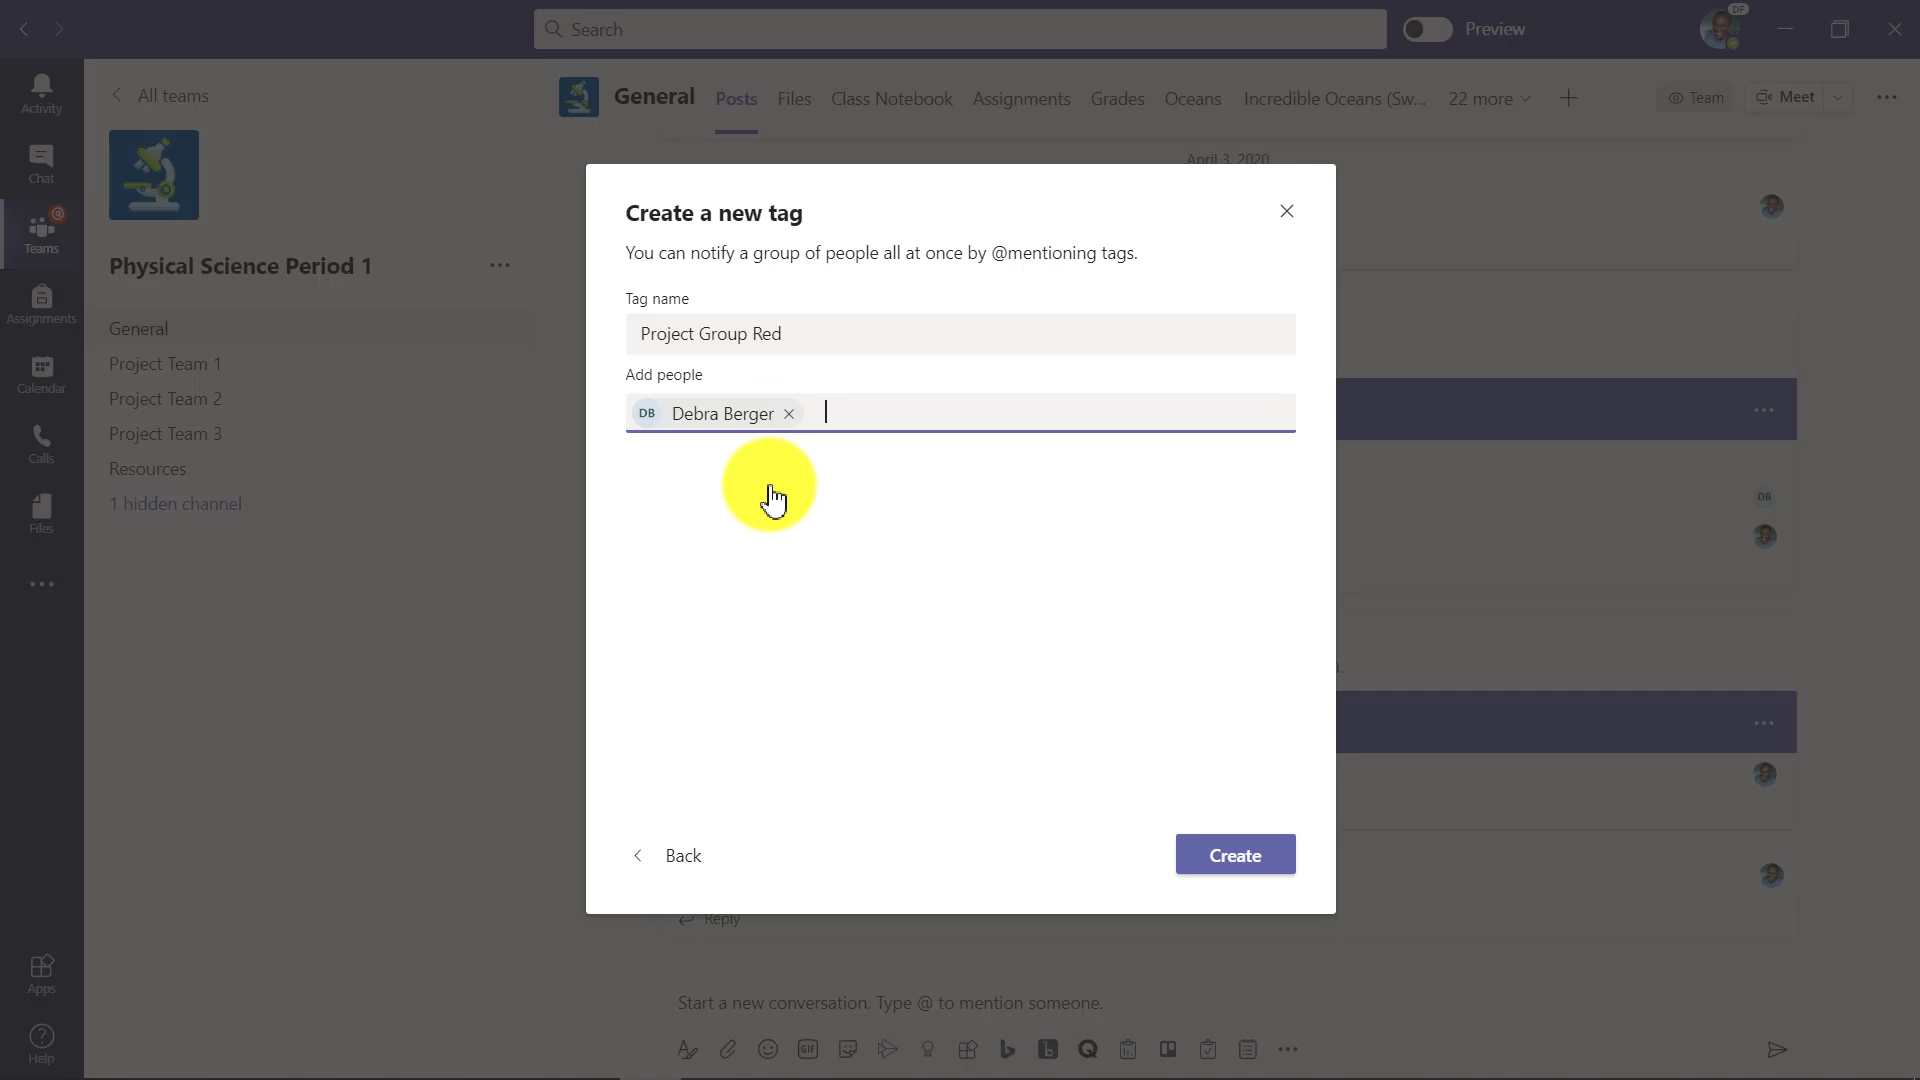 Search
Preview
DF
Activity
Chat
Teams
Assignments
Calendar
Calls
Files
Apps
Help
All teams
Physical Science Period 1
General
Project Team 1
Project Team 2
Project Team 3
Resources
1 hidden channel
General Posts Files Class Notebook Assignments Grades Oceans Incredible Oceans (Sw... 22 more
Team
Meet
April 3, 2020
Create a new tag
You can notify a group of people all at once by @mentioning tags.
Tag name
Project Group Red
Add people
DB Debra Berger
DB
Back
Create
Reply
Start a new conversation. Type @ to mention someone.
GIF